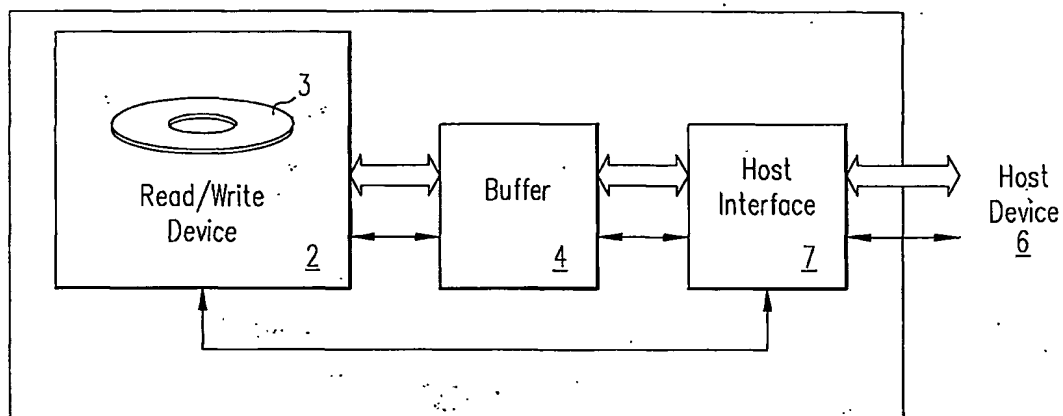 3
Read/Write
Device
2
Buffer
4
Host
Interface
7
Host
Device
6